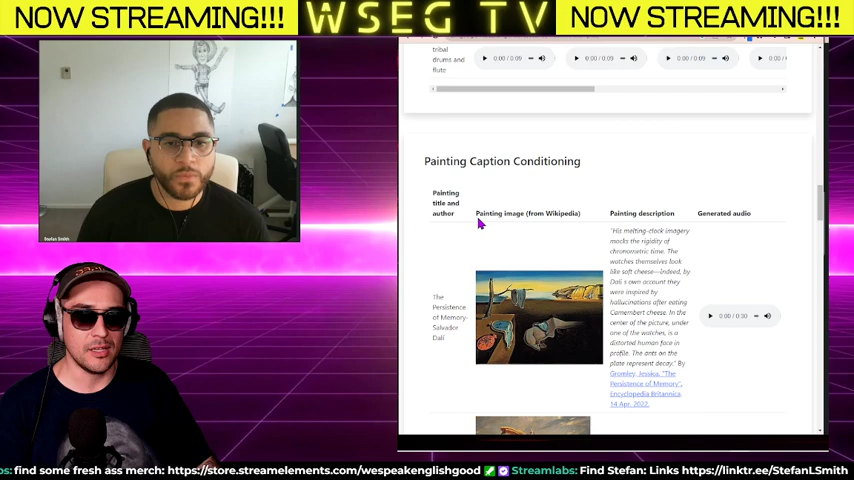 NOW STREAMING!!!
WSEG TV
NOW STREAMING!!!
tribal
drums and
flute
0:00 / 0:09
0:00 / 0:09
0:00 / 0:09
Stefan Smith
Painting Caption Conditioning
Painting
title and
author
Painting image (from Wikipedia)
Painting description
Generated audio
The
Persistence
of Memory-
Salvador
Dalí
"His melting-clock imagery
mocks the rigidity of
chronometric time. The
watches themselves look
like soft cheese—indeed, by
Dalí s own account they
were inspired by
hallucinations after eating
Camembert cheese. In the
center of the picture, under
one of the watches, is a
distorted human face in
profile. The ants on the
plate represent decay." By
Gromley, Jessica. "The
Persistence of Memory".
Encyclopedia Britannica,
14 Apr. 2022.
0:00 / 0:30
find some fresh ass merch: https://store.streamelements.com/wespeakenglishgood Streamlabs: Find Stefan: Links https://linktr.ee/StefanLSmith